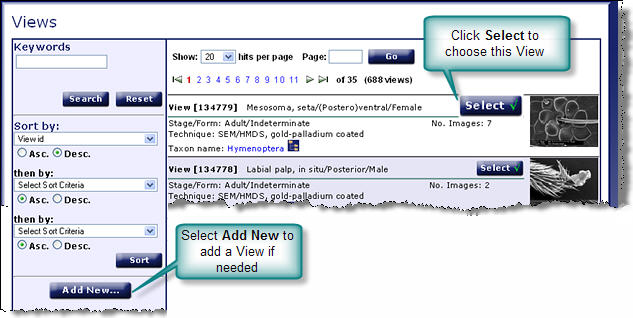 Views
Keywords
Search Reset
Sort by:
View id
Asc. Desc.
then by:
Select Sort Criteria
Asc. Desc.
then by:
Select Sort Criteria
Asc. Desc.
Sort
Add New...
Show: 20 hits per page Page: Go
1 2 3 4 5 6 7 8 9 10 11 of 35 (688 views)
View [134779] Mesosoma, seta/(Postero)ventral/Female Select √
Stage/Form: Adult/Indeterminate No. Images: 7
Technique: SEM/HMDS, gold-palladium coated
Taxon name: Hymenoptera
View [134778] Labial palp, in situ/Posterior/Male Select √
Stage/Form: Adult/Indeterminate No. Images: 2
Technique: SEM/HMDS, gold-palladium coated
Click Select to
choose this View
Select Add New to
add a View if
needed